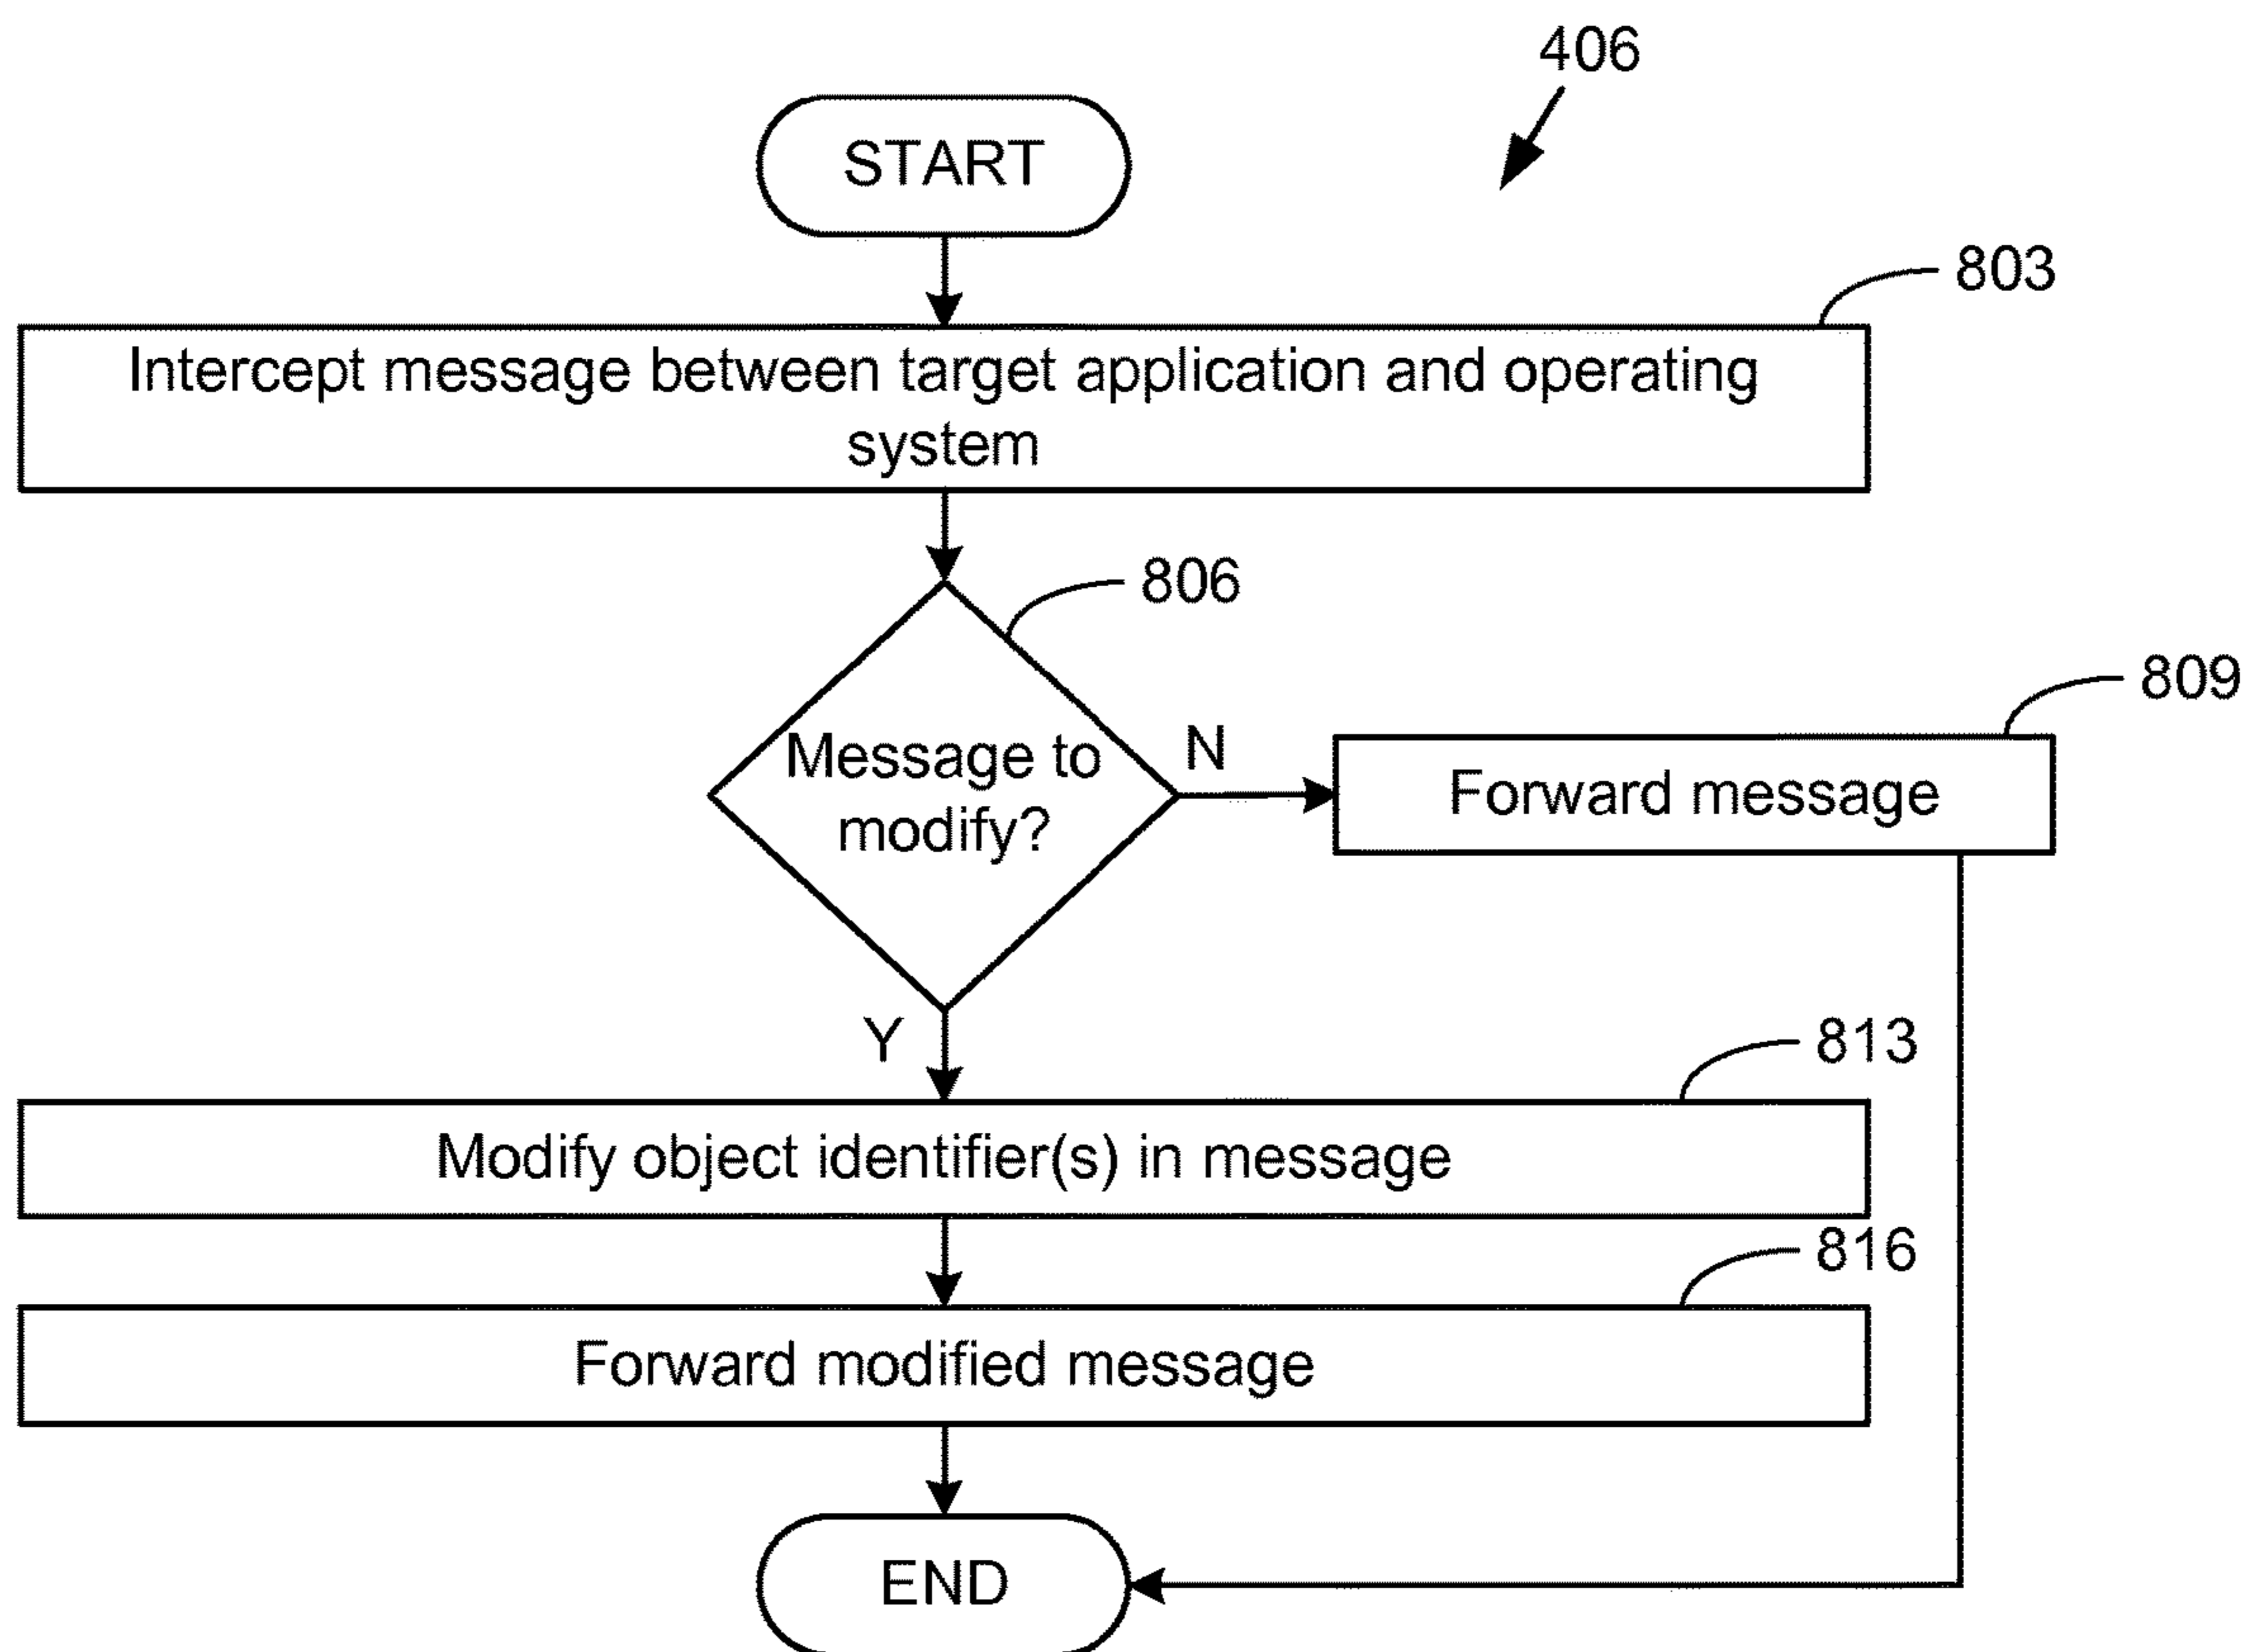 406
START
803
Intercept message between target application and operating
system
806
809
Message to
modify?
N
Forward message
Y
813
Modify object identifier(s) in message
816
Forward modified message
END